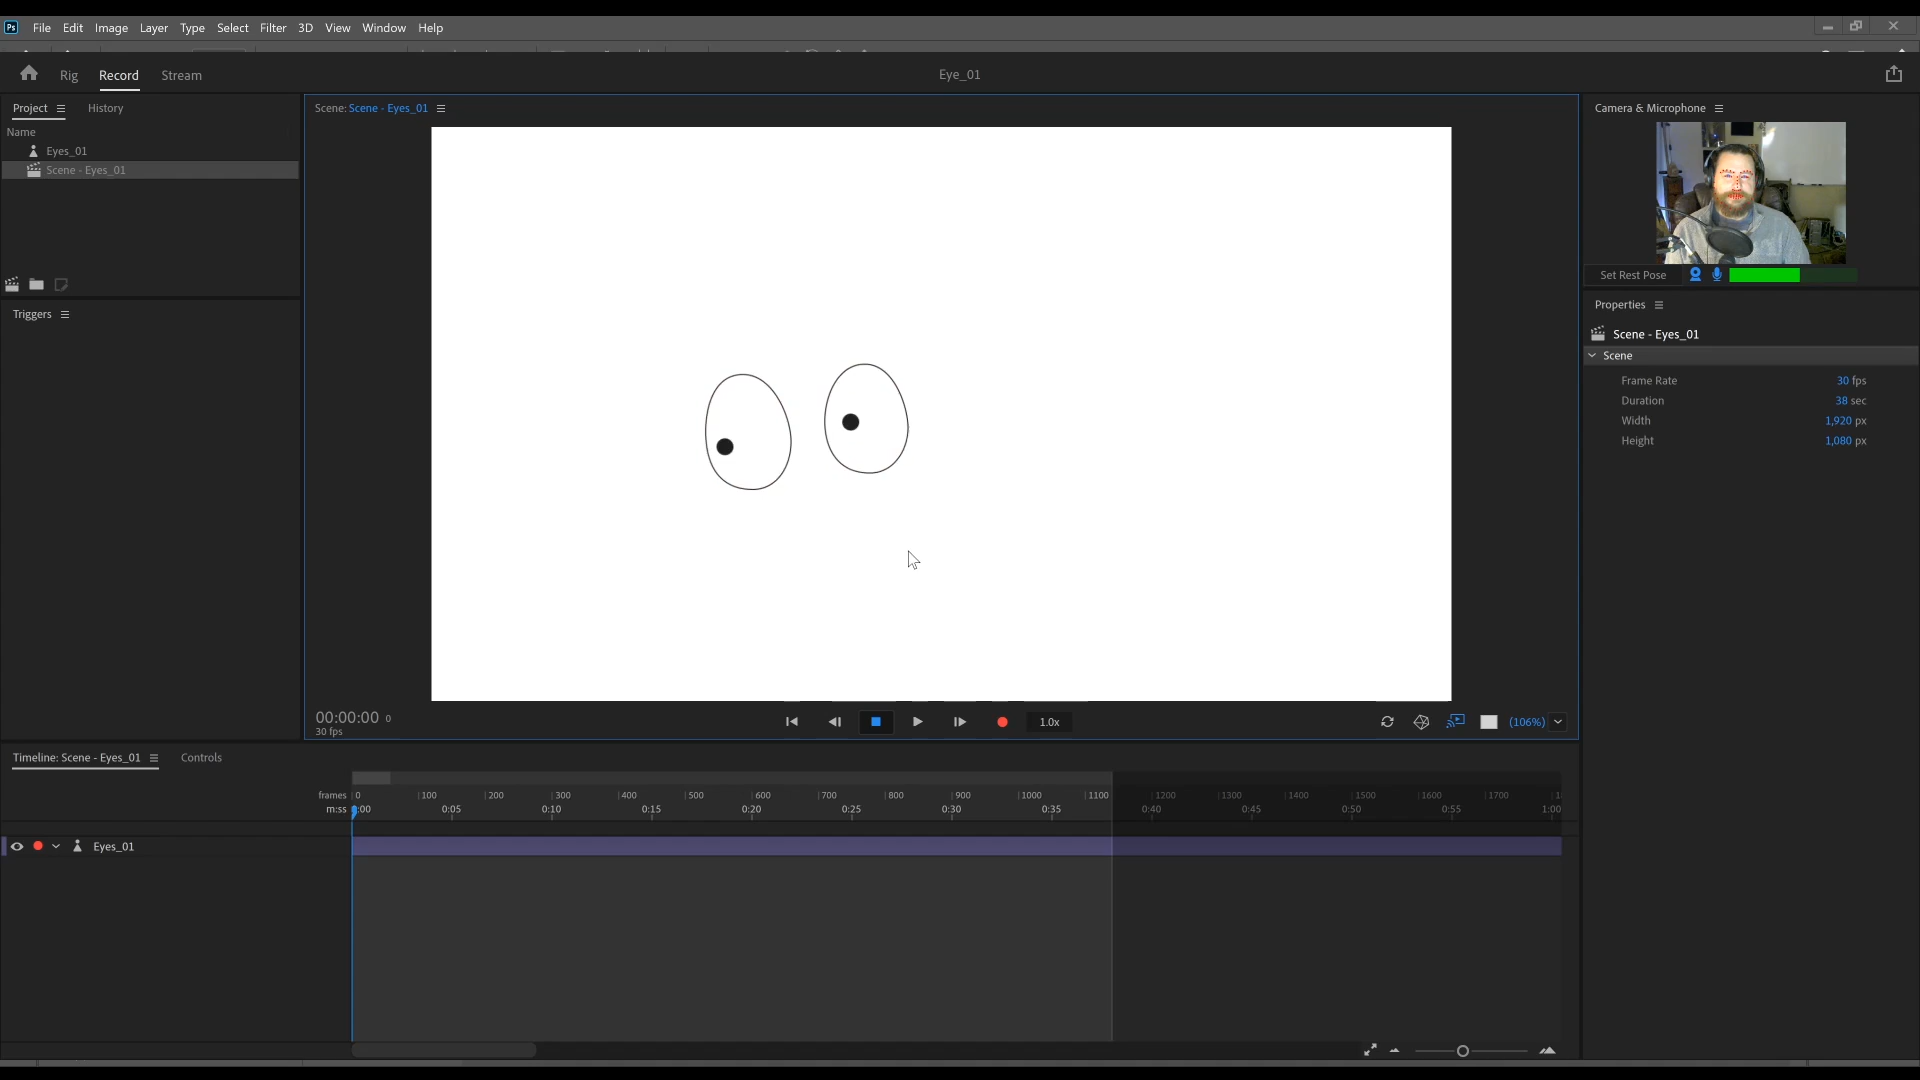 Ps File Edit Image Layer Type Select Filter 3D View Window Help
Rig Record Stream Eye_01
Project History
Name
Eyes_01
Scene - Eyes_01
Triggers
Scene: Scene - Eyes_01
00:00:00 0
30 fps
1.0x
(106%)
Camera & Microphone
Set Rest Pose
Properties
Scene - Eyes_01
Scene
Frame Rate 30 fps
Duration 38 sec
Width 1,920 px
Height 1,080 px
Timeline: Scene - Eyes_01 Controls
frames 0 100 200 300 400 500 600 700 800 900 1000 1100 1200 1300 1400 1500 1600 1700
m:ss 0:00 0:05 0:10 0:15 0:20 0:25 0:30 0:35 0:40 0:45 0:50 0:55 1:00
Eyes_01